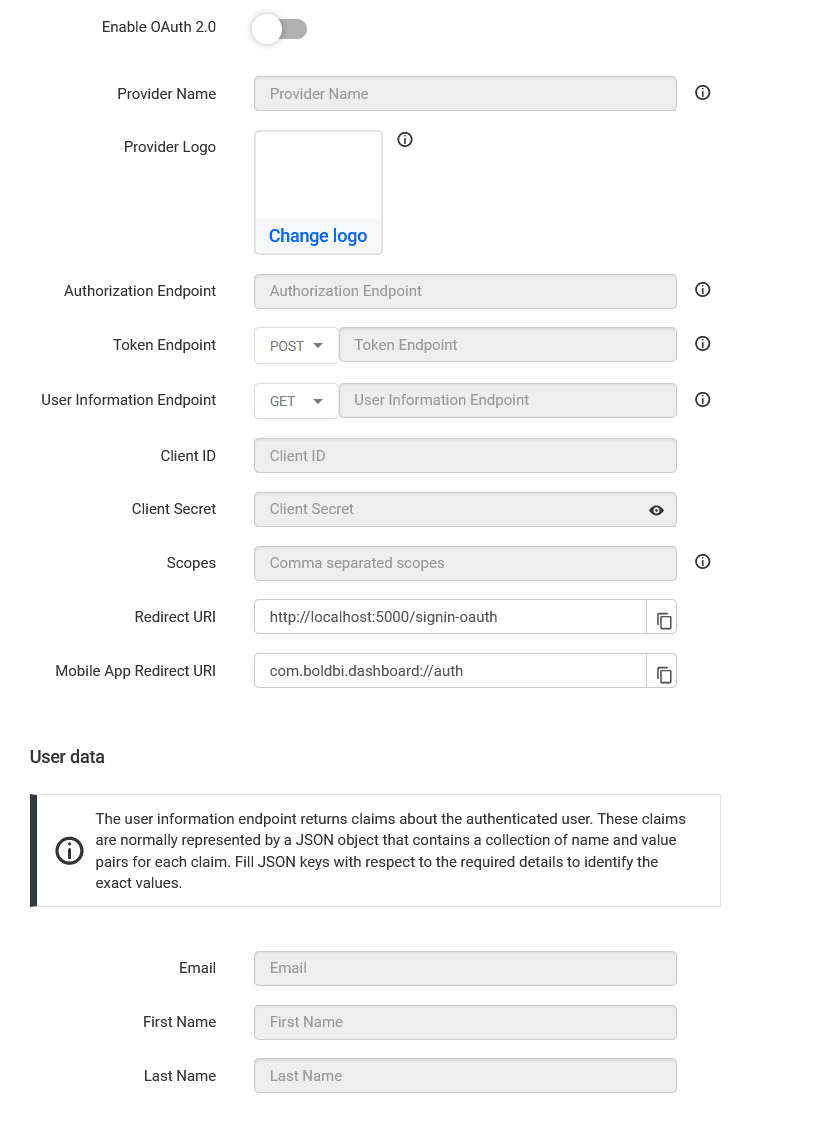 Enable OAuth 2.0
Provider Name
Provider Name
Provider Logo
Change logo
Authorization Endpoint
Authorization Endpoint
Token Endpoint
POST
Token Endpoint
User Information Endpoint
GET
User Information Endpoint
Client ID
Client ID
Client Secret
Client Secret
Scopes
Comma separated scopes
Redirect URI
http://localhost:5000/signin-oauth
Mobile App Redirect URI
com.boldbi.dashboard://auth
User data
The user information endpoint returns claims about the authenticated user. These claims
are normally represented by a JSON object that contains a collection of name and value
pairs for each claim. Fill JSON keys with respect to the required details to identify the
exact values.
Email
Email
First Name
First Name
Last Name
Last Name